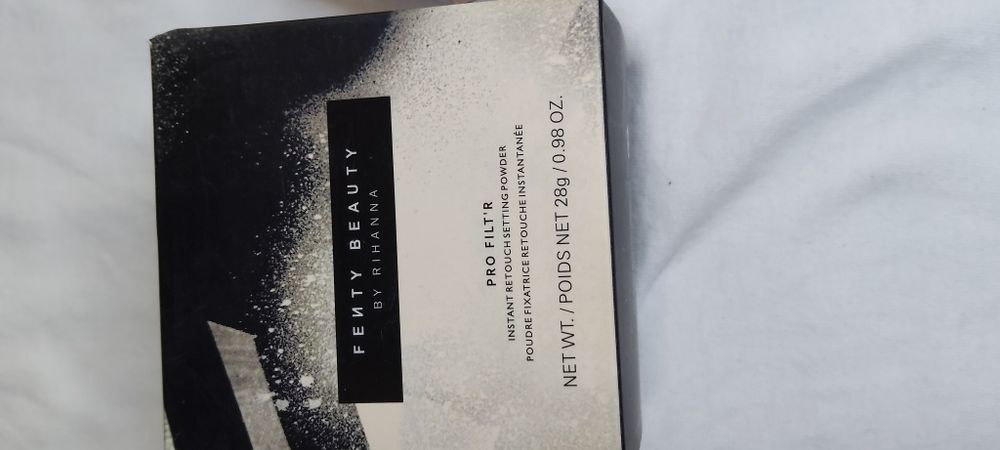 FEИTY BEAUTY
BY RIHANNA
PRO FILT'R
INSTANT RETOUCH SETTING POWDER
POUDRE FIXATRICE RETOUCHE INSTANTANÉE
NET WT. / POIDS NET 28g / 0.98 OZ.